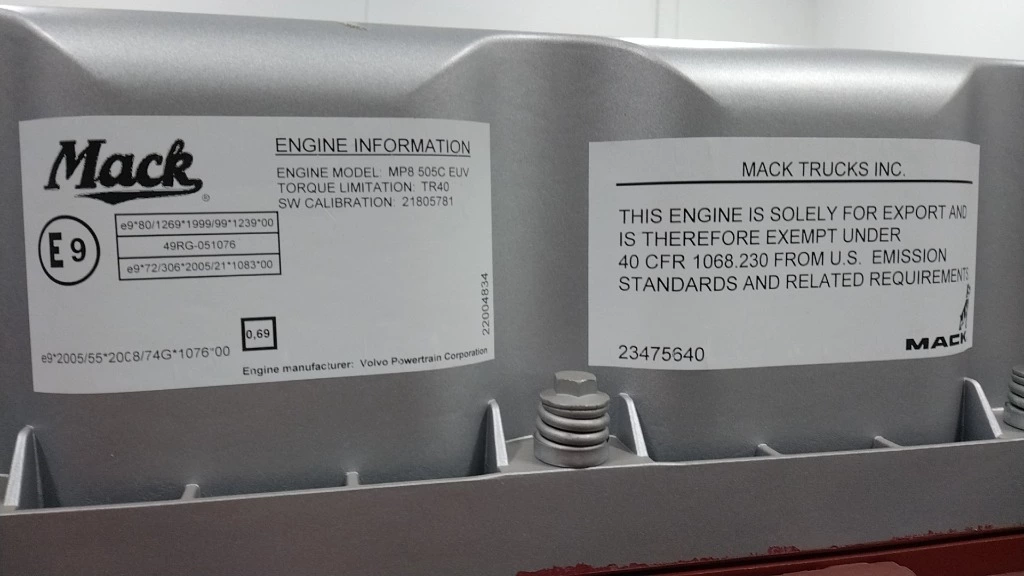 Mack
®
ENGINE INFORMATION
ENGINE MODEL: MP8 505C EUV
TORQUE LIMITATION: TR40
SW CALIBRATION: 21805781
E9
e9*80/1269*1999/99*1239*00
49RG-051076
e9*72/306*2005/21*1083*00
22004834
0,69
e9*2005/55*2008/74G*1076*00
Engine manufacturer: Volvo Powertrain Corporation
MACK TRUCKS INC.
THIS ENGINE IS SOLELY FOR EXPORT AND
IS THEREFORE EXEMPT UNDER
40 CFR 1068.230 FROM U.S. EMISSION
STANDARDS AND RELATED REQUIREMENTS
23475640
MACK